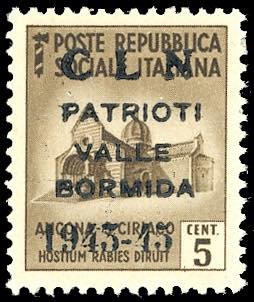 POSTE REPUBBLICA
SOCIALE ITALIANA
C L N
PATRIOTI
VALLE
BORMIDA
ANCONA-S.CIRIACO
1943-45
HOSTIUM RABIES DIRUIT
CENT.
5